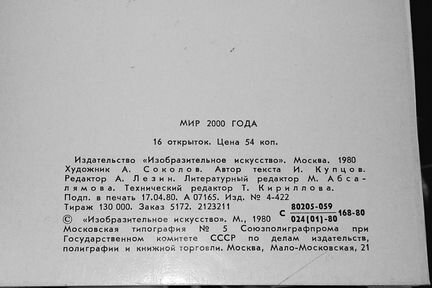 МИР 2000 ГОДА
16 открыток. Цена 54 коп.
Издательство «Изобразительное искусство». Москва. 1980
Художник А. Соколов. Автор текста И. Купцов.
Редактор А. Лезин. Литературный редактор М. Абса-
лямова. Технический редактор Т. Кириллова.
Подп. в печать 17.04.80. А 07165. Изд. № 4-422
Тираж 130 000. Заказ 5172. 2123211
С 80205-059 / 024(01)-80 168-80
© «Изобразительное искусство». М., 1980
Московская типография № 5 Союзполиграфпрома при
Государственном комитете СССР по делам издательств,
полиграфии и книжной торговли. Москва, Мало-Московская, 21